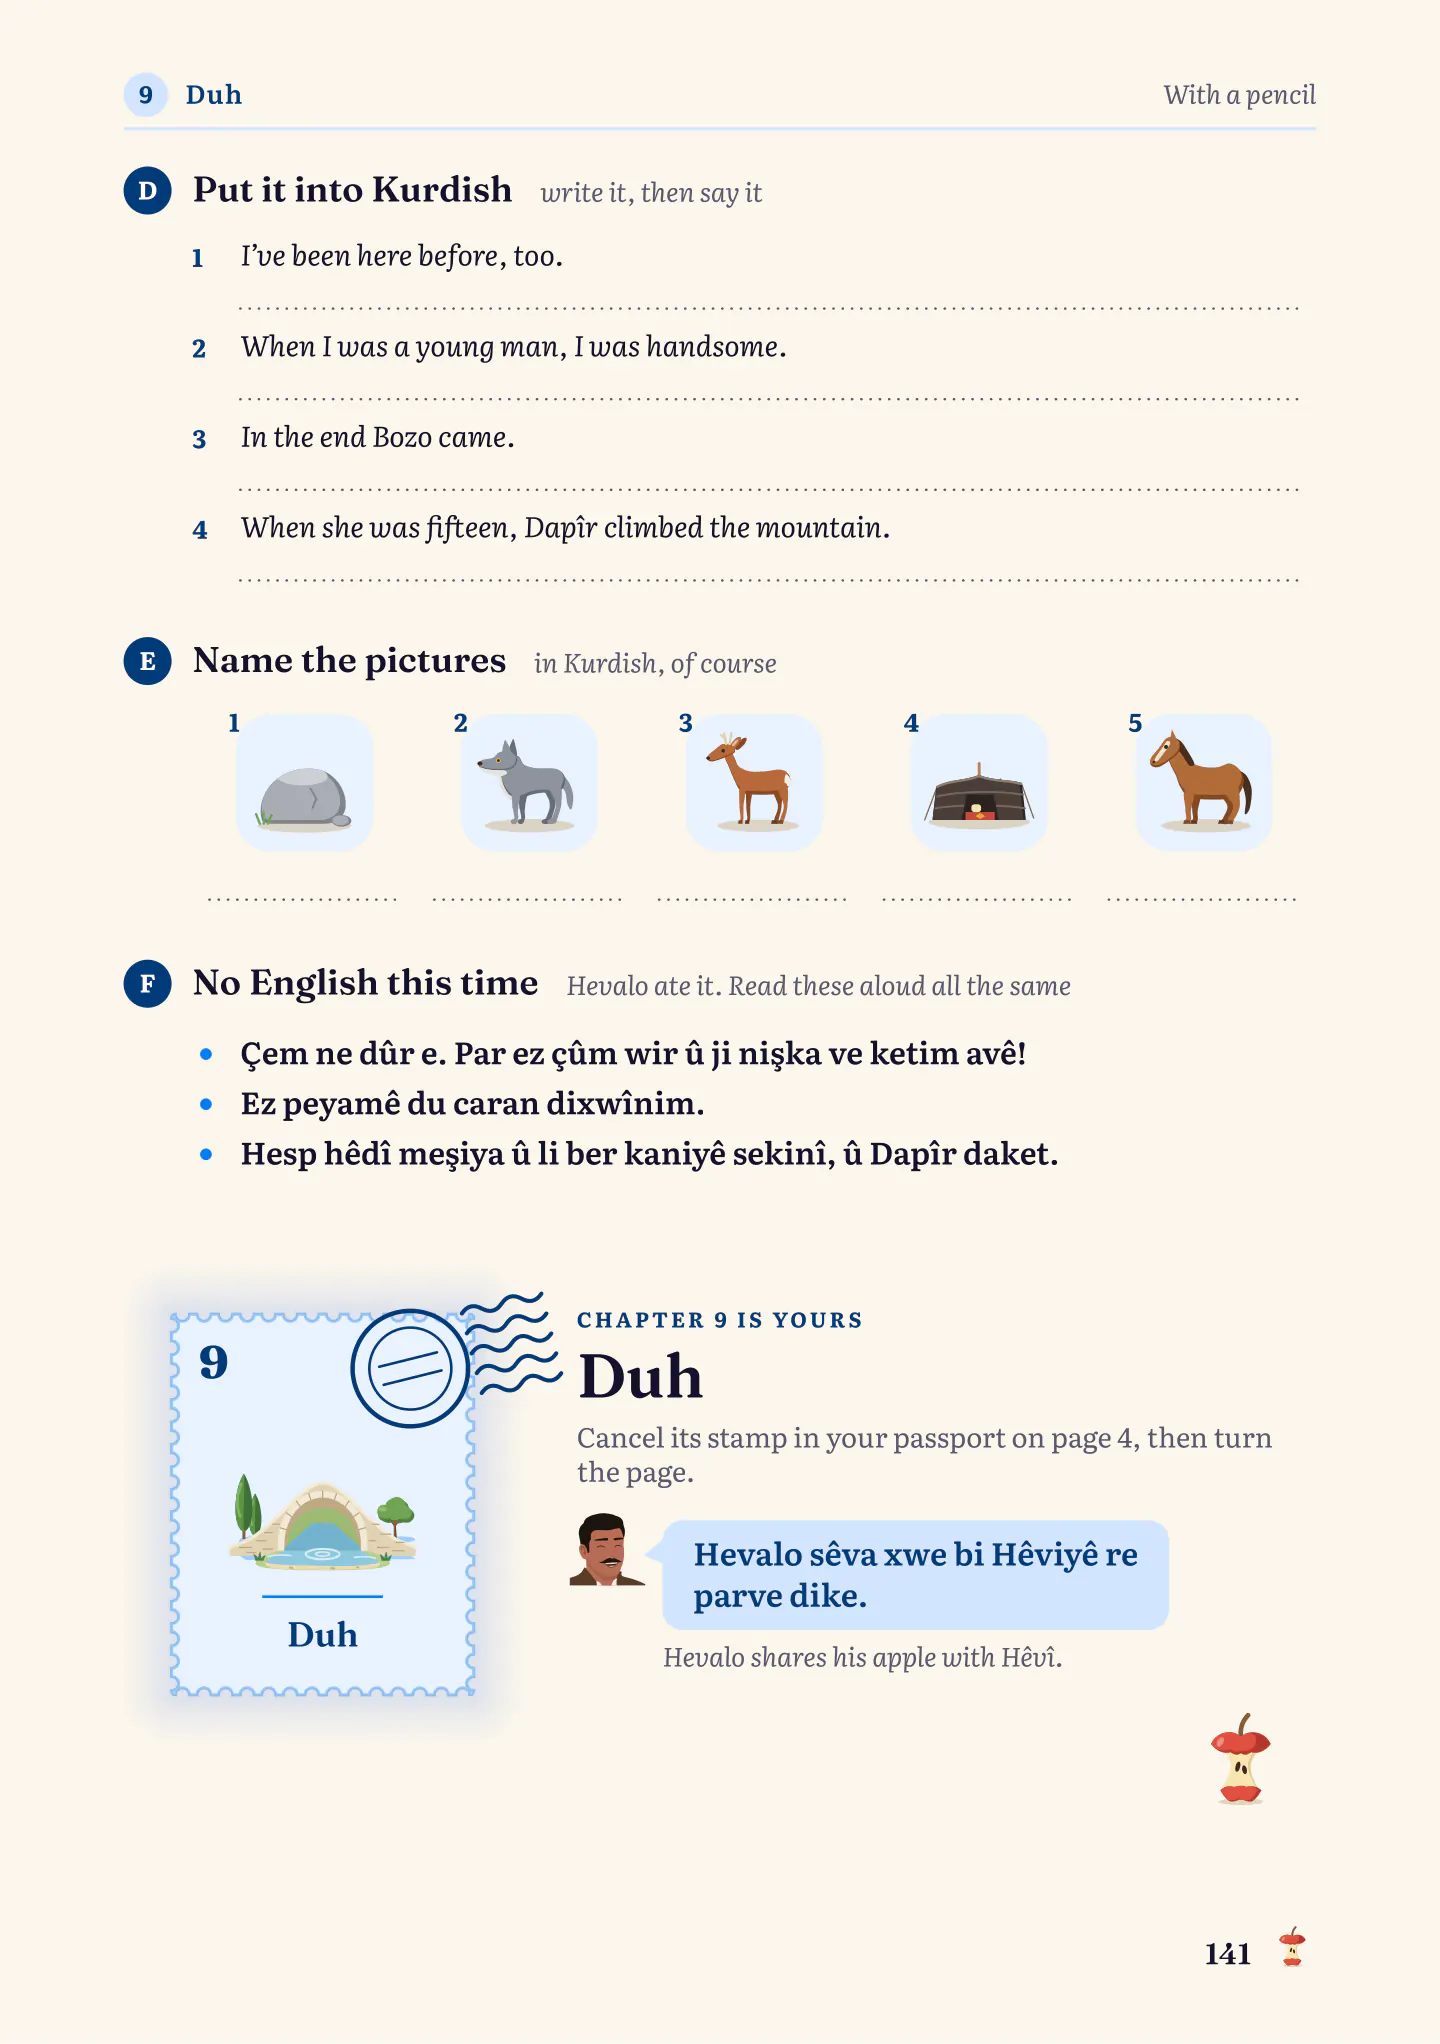 9 Duh With a pencil
D Put it into Kurdish write it, then say it
1 I’ve been here before, too.
2 When I was a young man, I was handsome.
3 In the end Bozo came.
4 When she was fifteen, Dapîr climbed the mountain.
E Name the pictures in Kurdish, of course
1 2 3 4 5
F No English this time Hevalo ate it. Read these aloud all the same
• Çem ne dûr e. Par ez çûm wir û ji nişka ve ketim avê!
• Ez peyamê du caran dixwînim.
• Hesp hêdî meşiya û li ber kaniyê sekinî, û Dapîr daket.
9
Duh
CHAPTER 9 IS YOURS
Duh
Cancel its stamp in your passport on page 4, then turn
the page.
Hevalo sêva xwe bi Hêviyê re
parve dike.
Hevalo shares his apple with Hêvî.
141